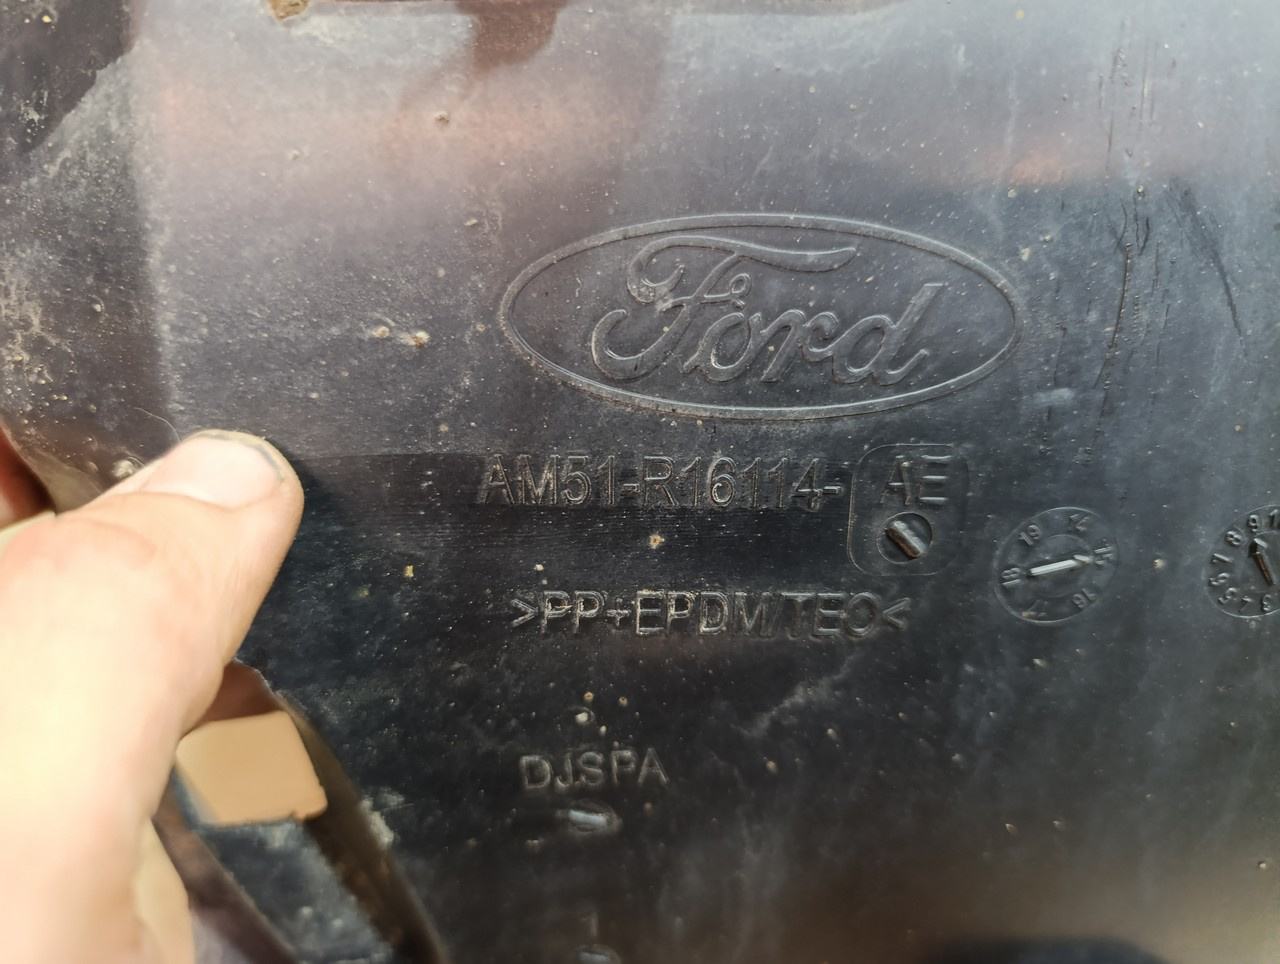 Ford
AM51-R16114- AE
>PP+EPDM/TEO<
DJSPA